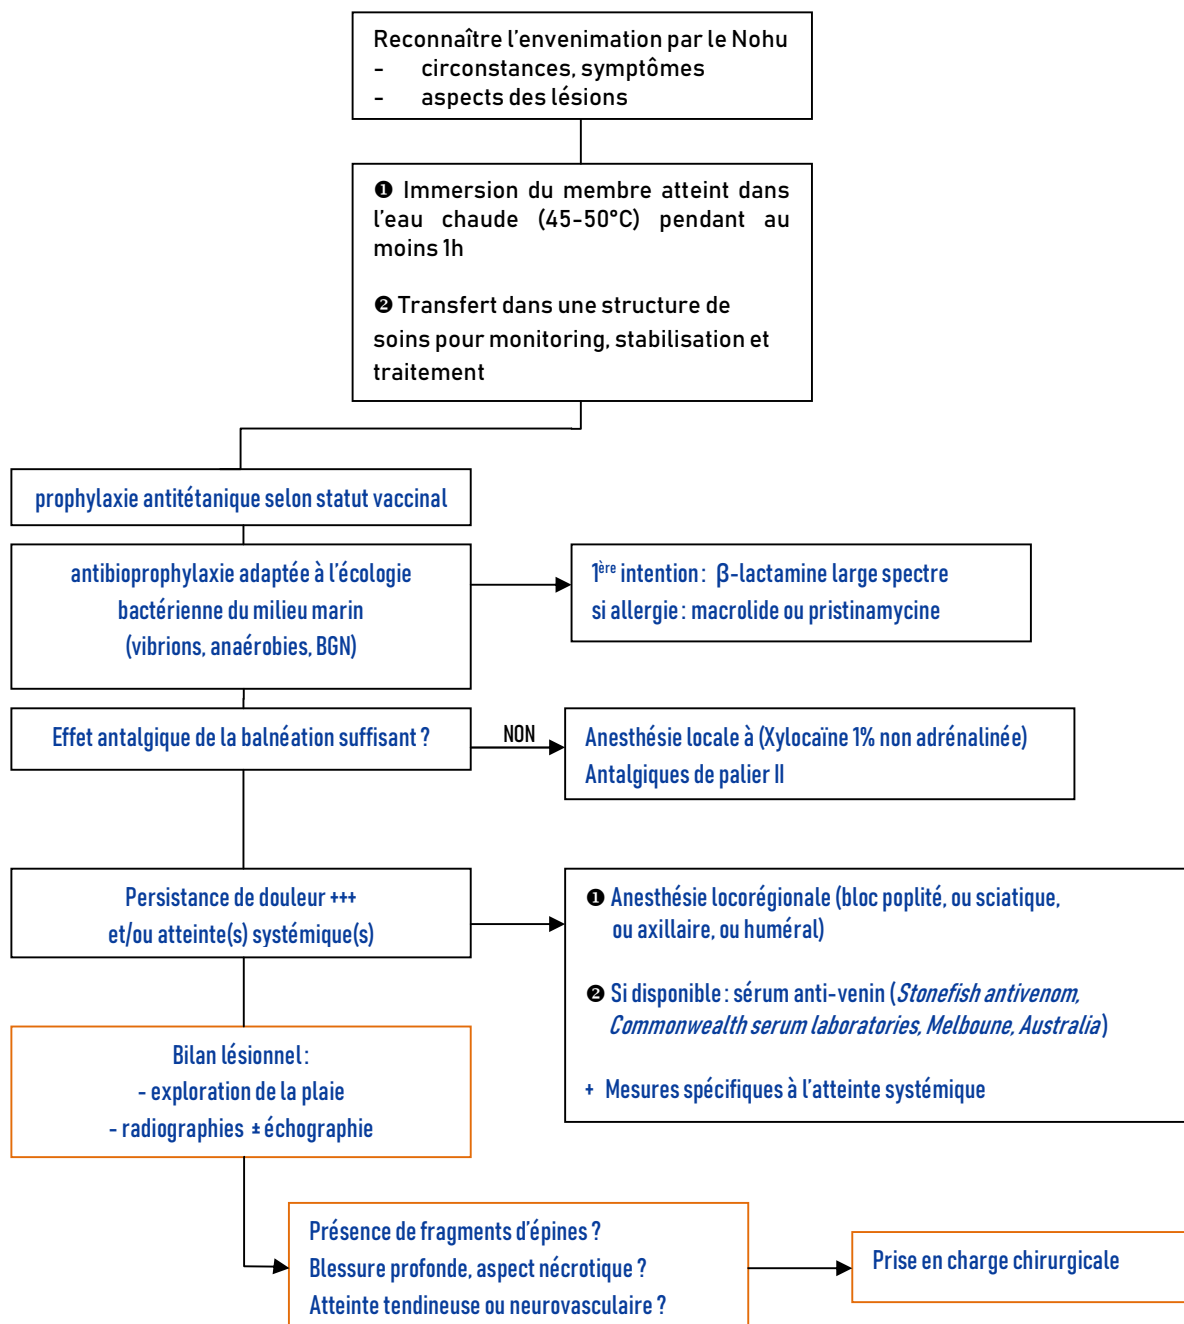 Reconnaître l’envenimation par le Nohu
- circonstances, symptômes
- aspects des lésions
❶ Immersion du membre atteint dans
l’eau chaude (45-50°C) pendant au
moins 1h
❷ Transfert dans une structure de
soins pour monitoring, stabilisation et
traitement
prophylaxie antitétanique selon statut vaccinal
antibioprophylaxie adaptée à l’écologie
bactérienne du milieu marin
(vibrions, anaérobies, BGN)
1ère intention : β-lactamine large spectre
si allergie : macrolide ou pristinamycine
Effet antalgique de la balnéation suffisant ?
NON
Anesthésie locale à (Xylocaïne 1% non adrénalinée)
Antalgiques de palier II
Persistance de douleur +++
et/ou atteinte(s) systémique(s)
❶ Anesthésie locorégionale (bloc poplité, ou sciatique,
ou axillaire, ou huméral)
❷ Si disponible : sérum anti-venin (Stonefish antivenom,
Commonwealth serum laboratories, Melboune, Australia)
+ Mesures spécifiques à l’atteinte systémique
Bilan lésionnel :
- exploration de la plaie
- radiographies ± échographie
Présence de fragments d’épines ?
Blessure profonde, aspect nécrotique ?
Atteinte tendineuse ou neurovasculaire ?
Prise en charge chirurgicale